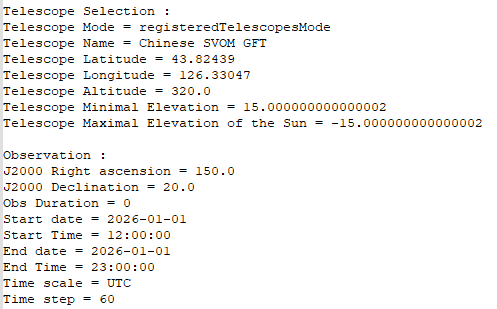 Telescope Selection :
Telescope Mode = registeredTelescopesMode
Telescope Name = Chinese SVOM GFT
Telescope Latitude = 43.82439
Telescope Longitude = 126.33047
Telescope Altitude = 320.0
Telescope Minimal Elevation = 15.000000000000002
Telescope Maximal Elevation of the Sun = -15.000000000000002
Observation :
J2000 Right ascension = 150.0
J2000 Declination = 20.0
Obs Duration = 0
Start date = 2026-01-01
Start Time = 12:00:00
End date = 2026-01-01
End Time = 23:00:00
Time scale = UTC
Time step = 60